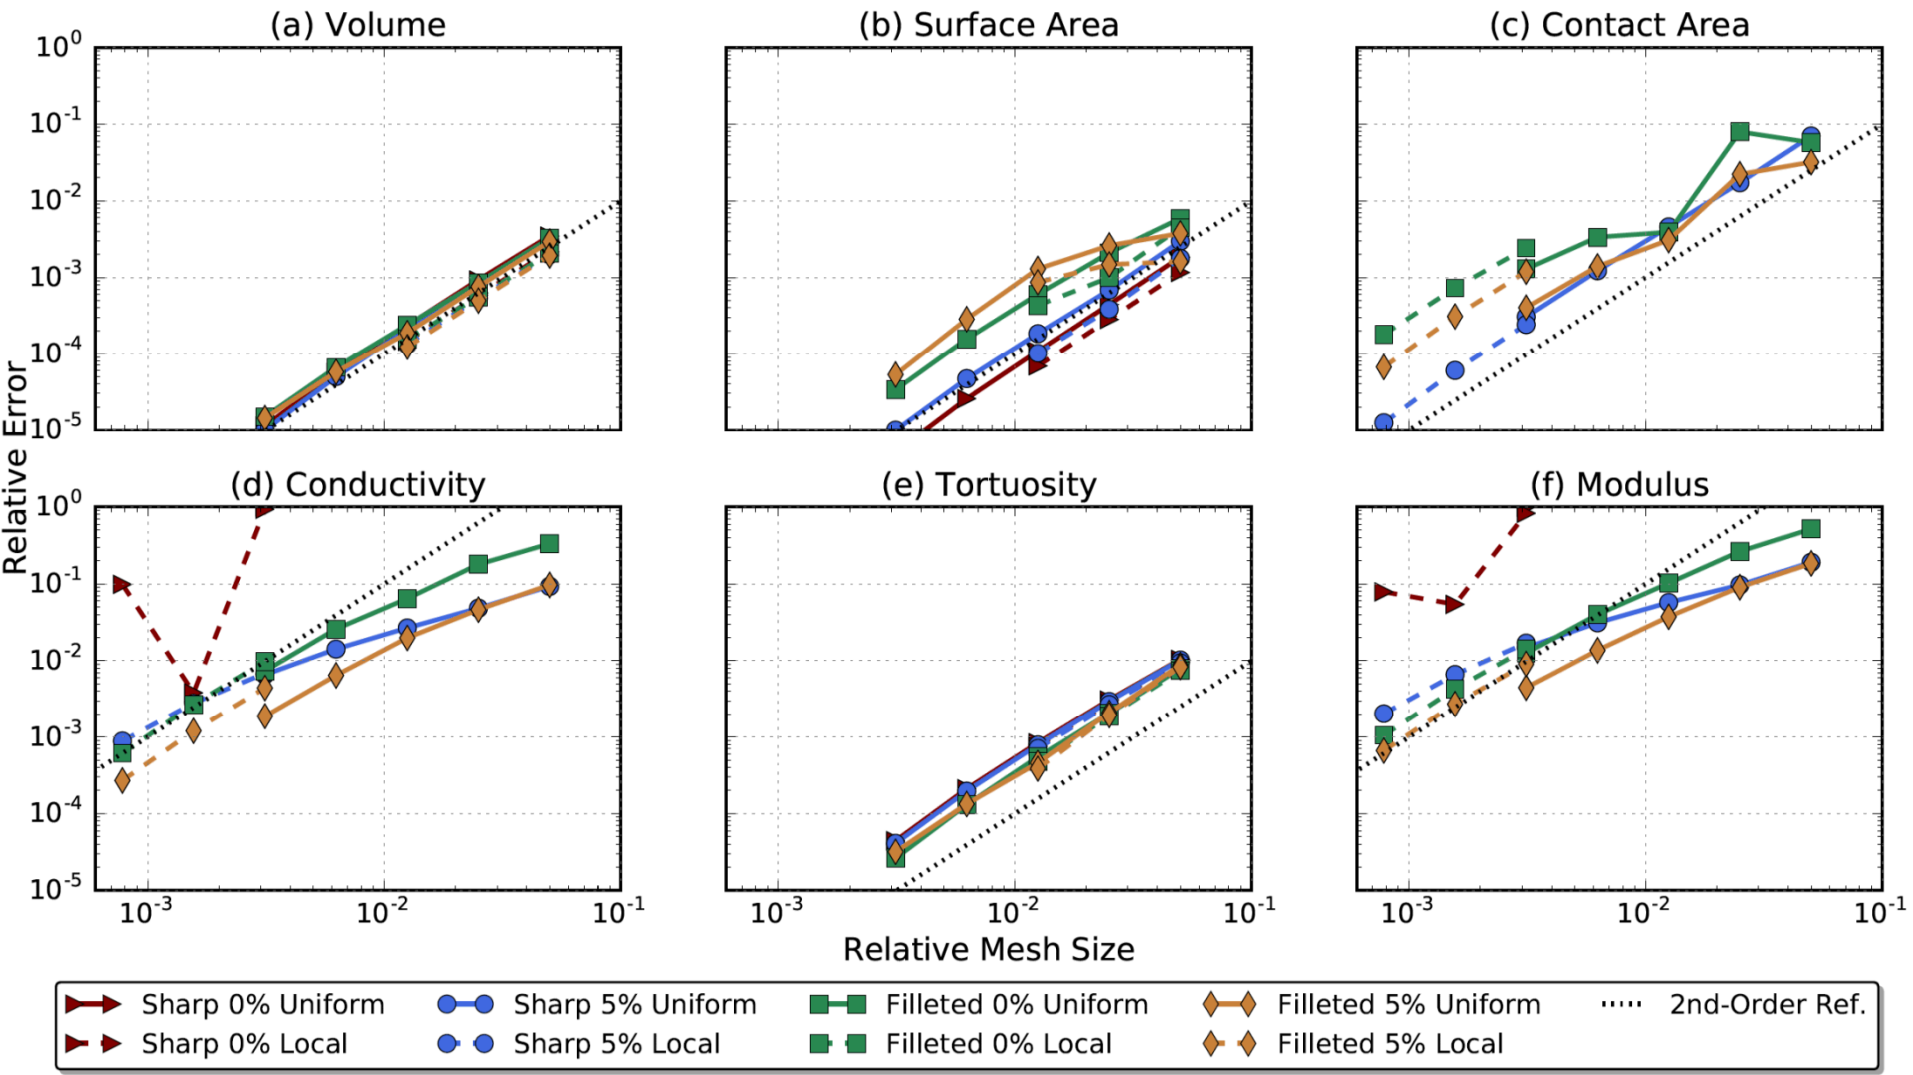 (a) Volume
(b) Surface Area
(c) Contact Area
10^0
10^-1
10^-2
10^-3
10^-4
10^-5
Relative Error
(d) Conductivity
(e) Tortuosity
(f) Modulus
10^0
10^-1
10^-2
10^-3
10^-4
10^-5
10^-3 10^-2 10^-1
10^-3 10^-2 10^-1
10^-3 10^-2 10^-1
Relative Mesh Size
Sharp 0% Uniform
Sharp 5% Uniform
Filleted 0% Uniform
Filleted 5% Uniform
2nd-Order Ref.
Sharp 0% Local
Sharp 5% Local
Filleted 0% Local
Filleted 5% Local